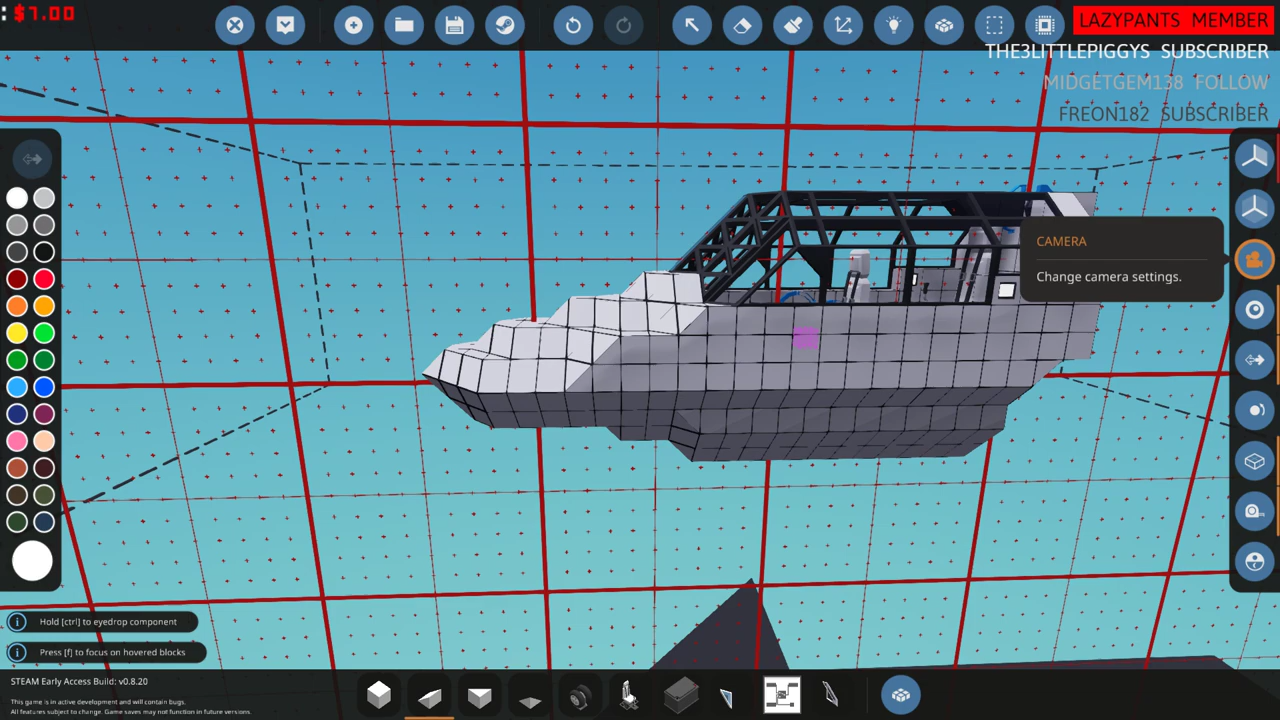 : $7.00
LAZYPANTS MEMBER
THE3LITTLEPIGGYS SUBSCRIBER
MIDGETGEM138 FOLLOW
FREON182 SUBSCRIBER
CAMERA
Change camera settings.
Hold [ctrl] to eyedrop component
Press [f] to focus on hovered blocks
STEAM Early Access Build: v0.8.20
This game is in active development and will contain bugs.
All features subject to change. Game saves may not function in future versions.